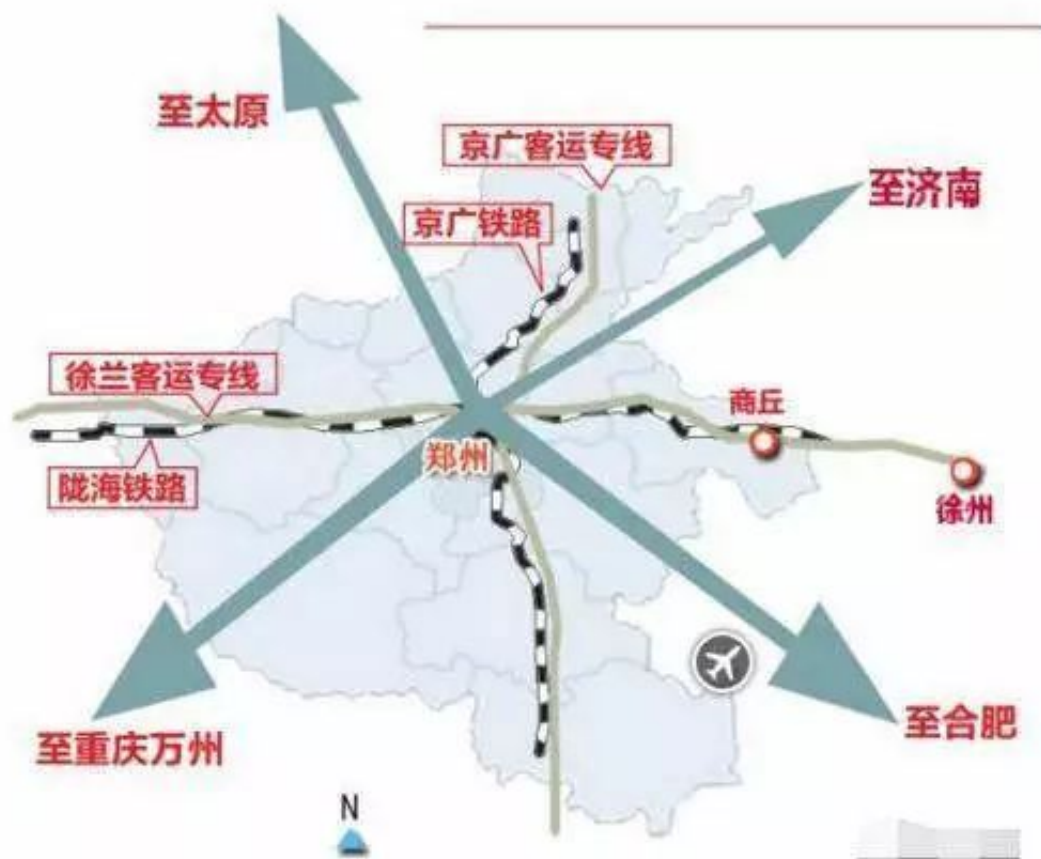 至太原
京广客运专线
至济南
京广铁路
徐兰客运专线
商丘
郑州
陇海铁路
徐州
至合肥
至重庆万州
N